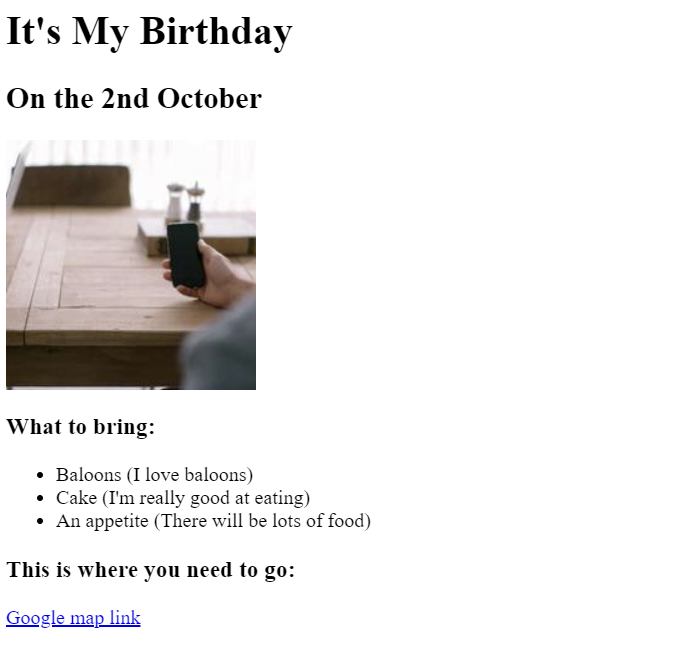 It's My Birthday
On the 2nd October
What to bring:
Baloons (I love baloons)
Cake (I'm really good at eating)
An appetite (There will be lots of food)
This is where you need to go:
Google map link